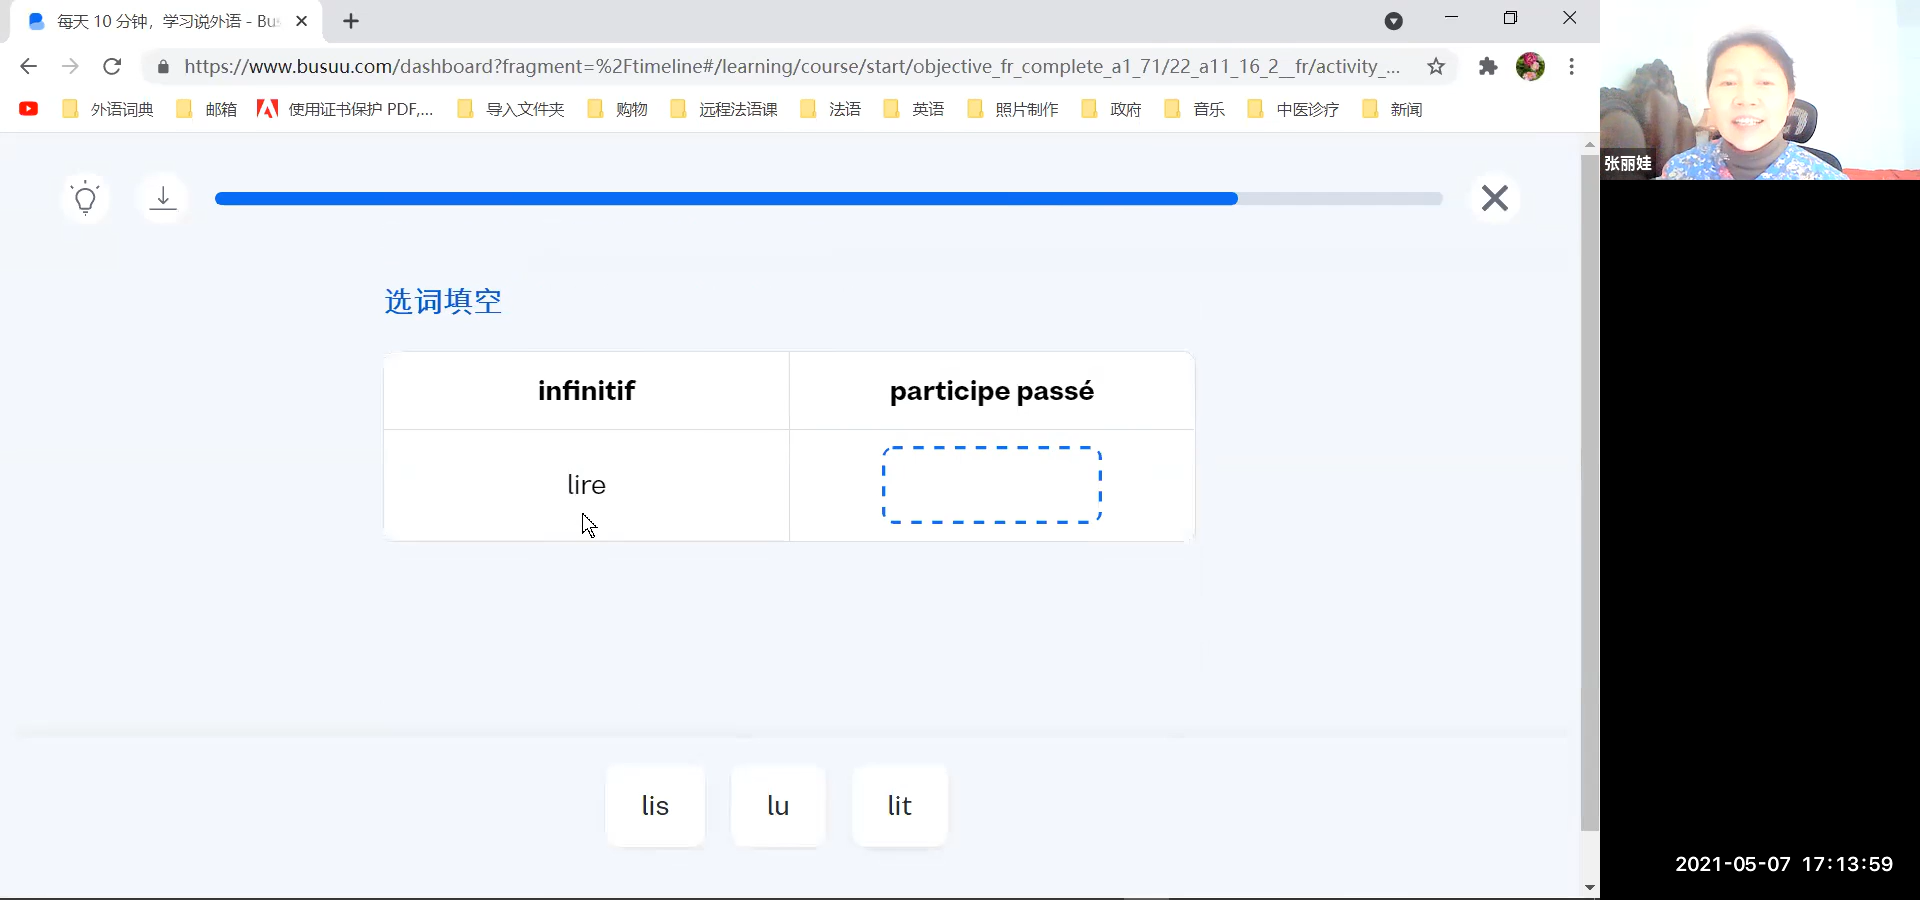 每天 10 分钟，学习说外语 - Bu
https://www.busuu.com/dashboard?fragment=%2Ftimeline#/learning/course/start/objective_fr_complete_a1_71/22_a11_16_2__fr/activity_...
外语词典 邮箱 使用证书保护 PDF,... 导入文件夹 购物 远程法语课 法语 英语 照片制作 政府 音乐 中医诊疗 新闻
张丽娃
选词填空
infinitif participe passé
lire
lis lu lit
2021-05-07 17:13:59